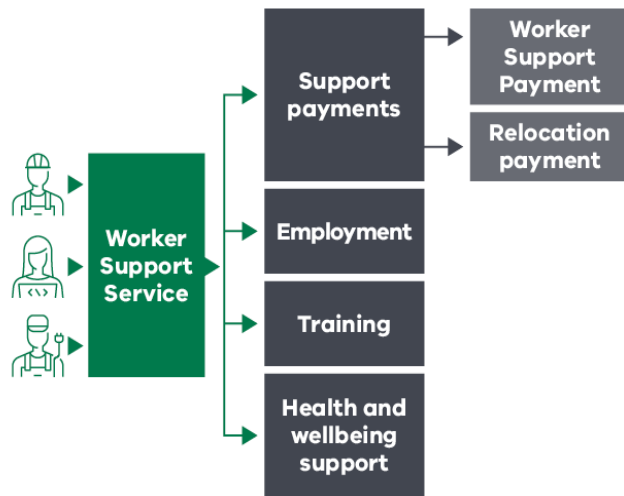 Worker
Support
Service
Support
payments
Worker
Support
Payment
Relocation
payment
Employment
Training
Health and
wellbeing
support